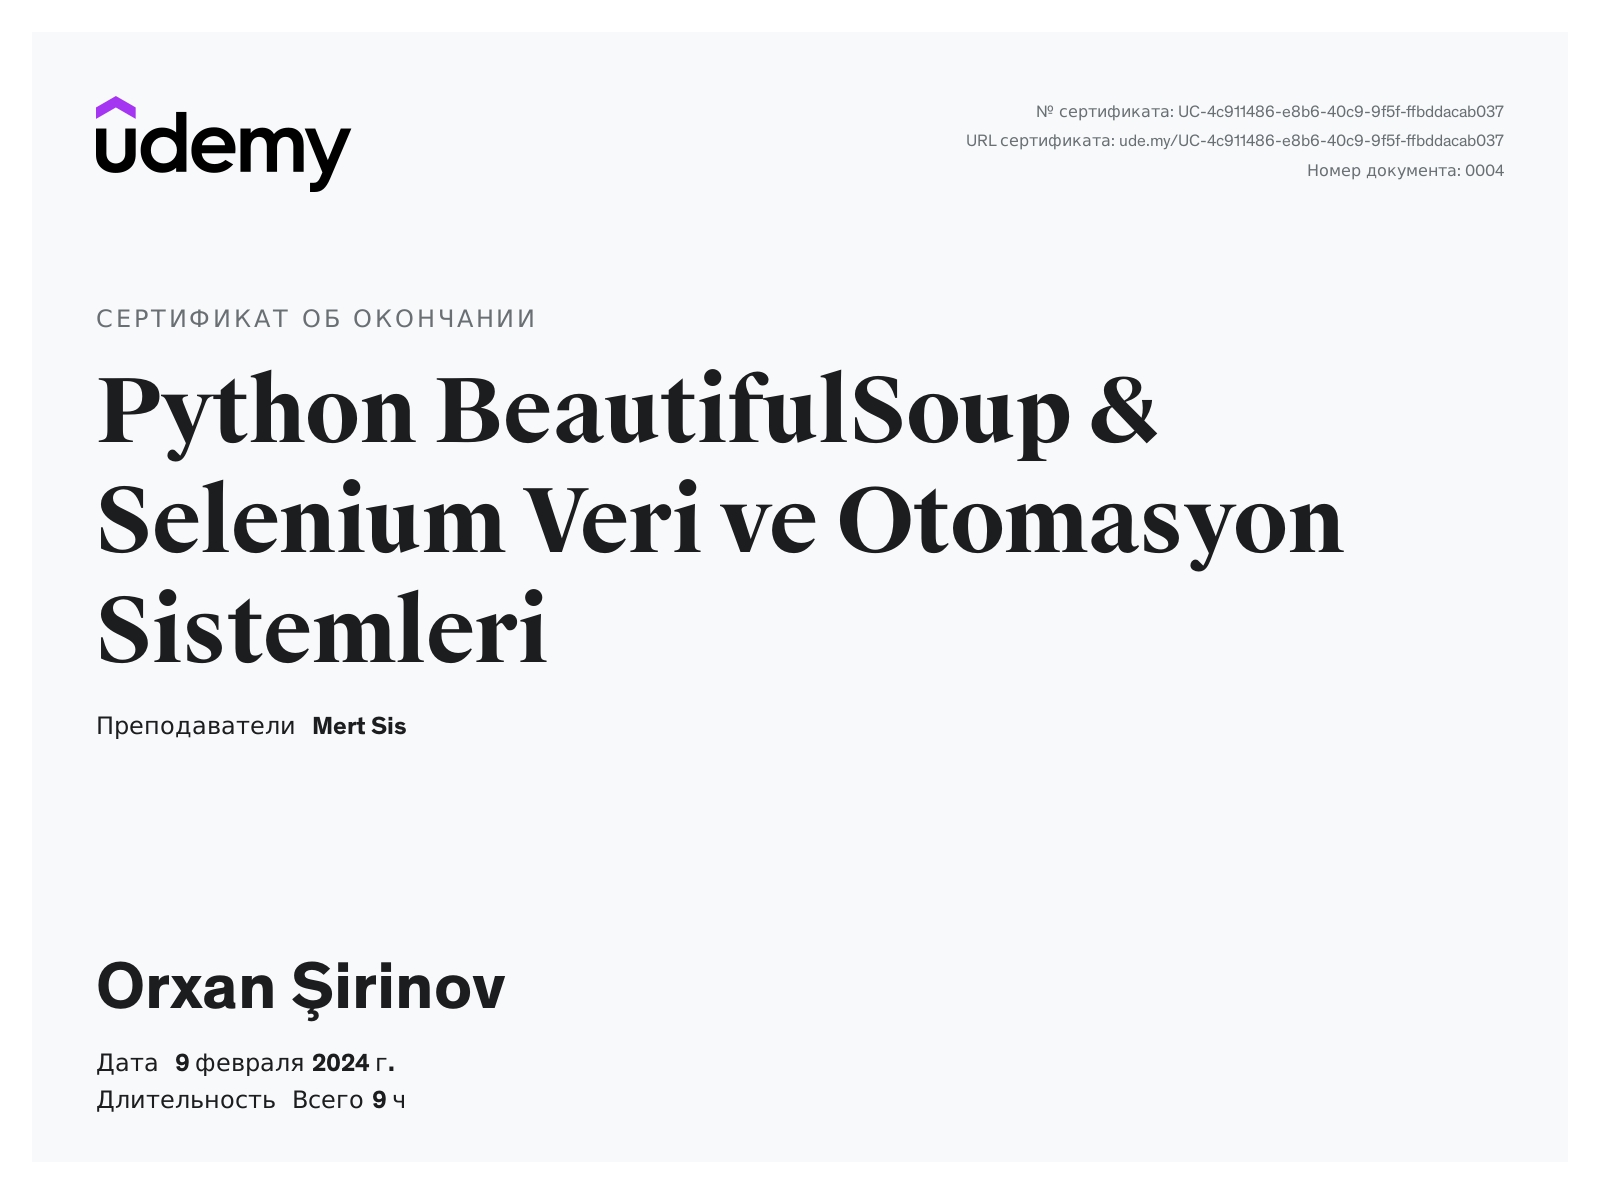 udemy
№ сертификата: UC-4c911486-e8b6-40c9-9f5f-ffbddacab037
URL сертификата: ude.my/UC-4c911486-e8b6-40c9-9f5f-ffbddacab037
Номер документа: 0004
СЕРТИФИКАТ ОБ ОКОНЧАНИИ
Python BeautifulSoup &
Selenium Veri ve Otomasyon
Sistemleri
Преподаватели Mert Sis
Orxan Şirinov
Дата 9 февраля 2024 г.
Длительность Всего 9 ч